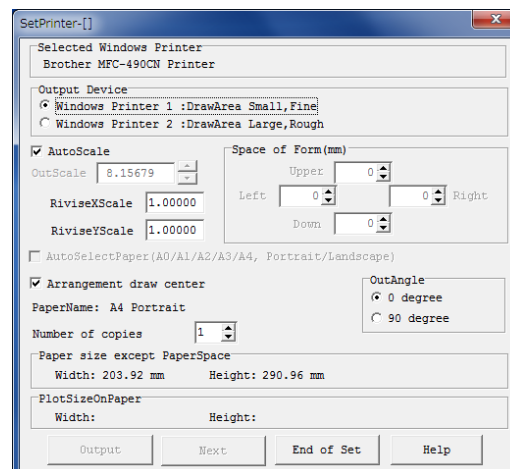 SetPrinter-[]
Selected Windows Printer
Brother MFC-490CN Printer
Output Device
Windows Printer 1 :DrawArea Small,Fine
Windows Printer 2 :DrawArea Large,Rough
AutoScale
OutScale 8.15679
RiviseXScale 1.00000
RiviseYScale 1.00000
Space of Form(mm)
Upper 0
Left 0 0 Right
Down 0
AutoSelectPaper(A0/A1/A2/A3/A4, Portrait/Landscape)
Arrangement draw center
PaperName: A4 Portrait
Number of copies 1
OutAngle
0 degree
90 degree
Paper size except PaperSpace
Width: 203.92 mm Height: 290.96 mm
PlotSizeOnPaper
Width: Height:
Output Next End of Set Help